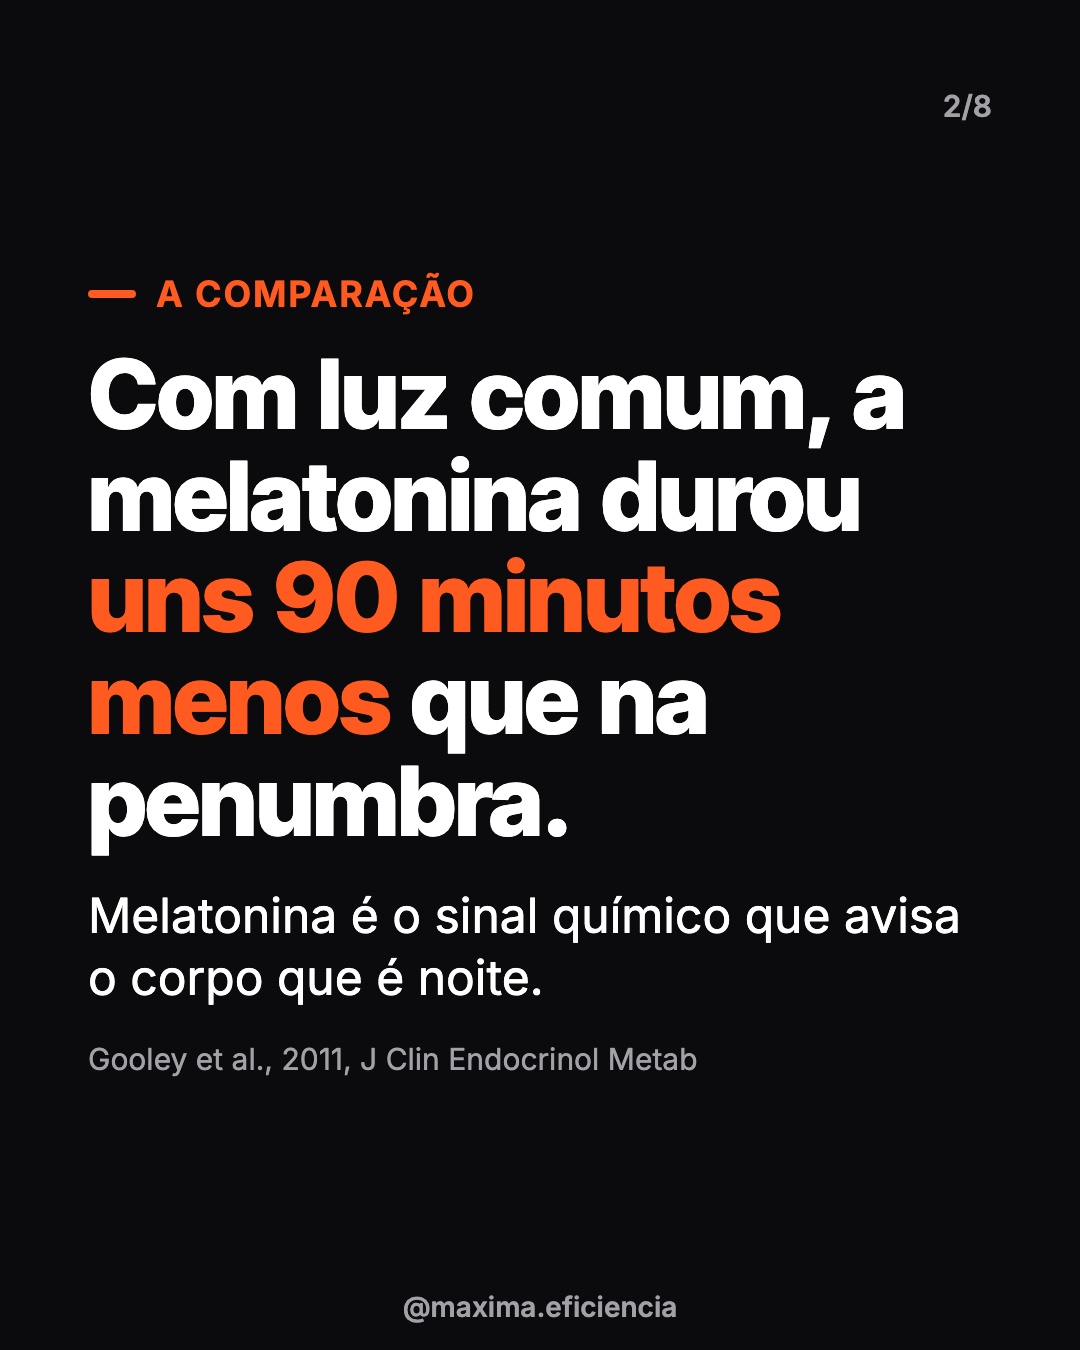 2/8
A COMPARAÇÃO
Com luz comum, a
melatonina durou
uns 90 minutos
menos que na
penumbra.
Melatonina é o sinal químico que avisa
o corpo que é noite.
Gooley et al., 2011, J Clin Endocrinol Metab
@maxima.eficiencia